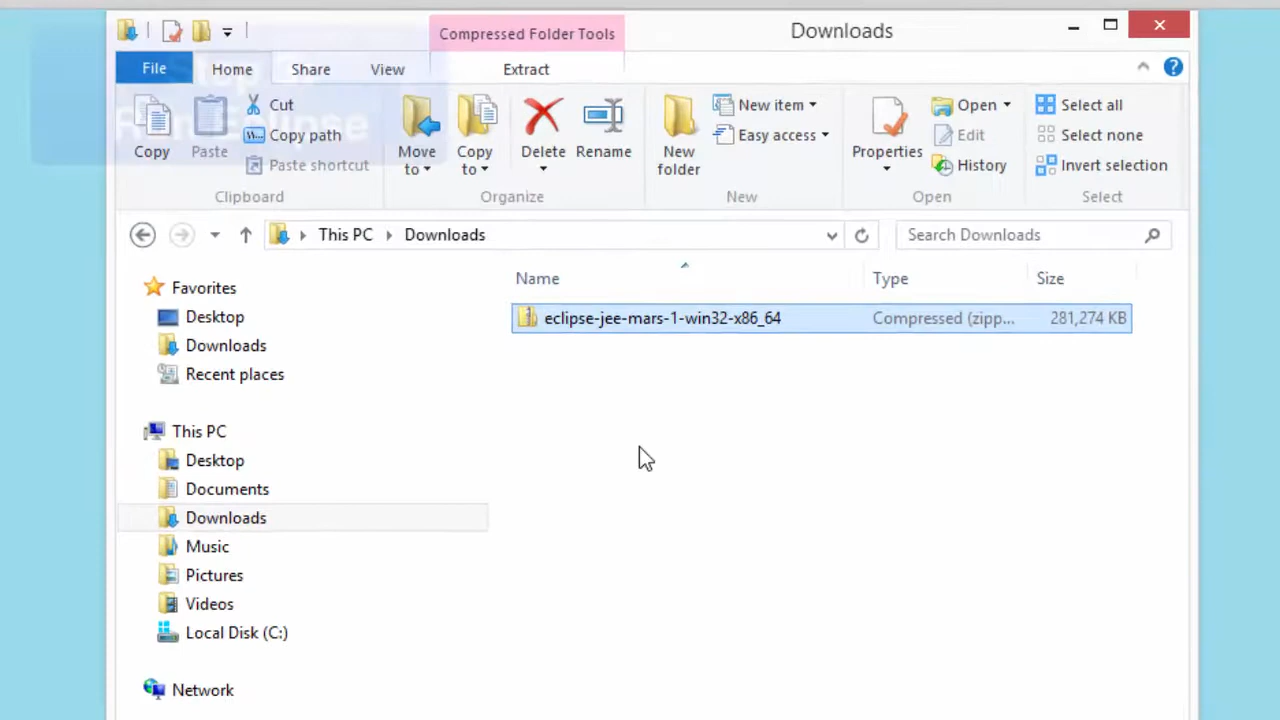 Compressed Folder Tools
Downloads
File
Home
Share
View
Extract
Copy
Paste
Cut
Copy path
Paste shortcut
Clipboard
Move to
Copy to
Delete
Rename
Organize
New folder
New item
Easy access
New
Properties
Open
Edit
History
Open
Select all
Select none
Invert selection
Select
This PC
Downloads
Search Downloads
Name
Type
Size
eclipse-jee-mars-1-win32-x86_64
Compressed (zipp...
281,274 KB
Favorites
Desktop
Downloads
Recent places
This PC
Desktop
Documents
Downloads
Music
Pictures
Videos
Local Disk (C:)
Network